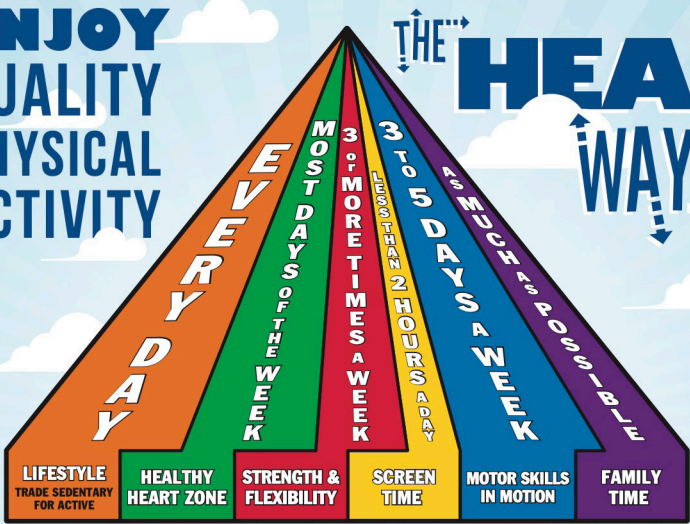 NJOY
UALITY
YSICAL
CTIVITY
THE HEA
WAY
EVERY DAY
MOST DAYS OF THE WEEK
3 or MORE TIMES A WEEK
LESS THAN 2 HOURS A DAY
3 TO 5 DAYS A WEEK
AS MUCH AS POSSIBLE
LIFESTYLE
TRADE SEDENTARY
FOR ACTIVE
HEALTHY
HEART ZONE
STRENGTH &
FLEXIBILITY
SCREEN
TIME
MOTOR SKILLS
IN MOTION
FAMILY
TIME